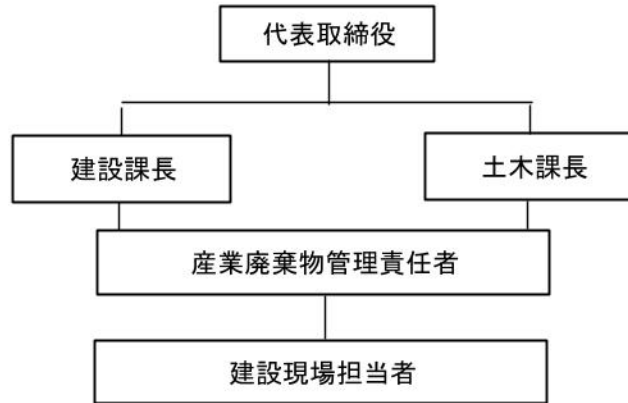 代表取締役
建設課長
土木課長
産業廃棄物管理責任者
建設現場担当者